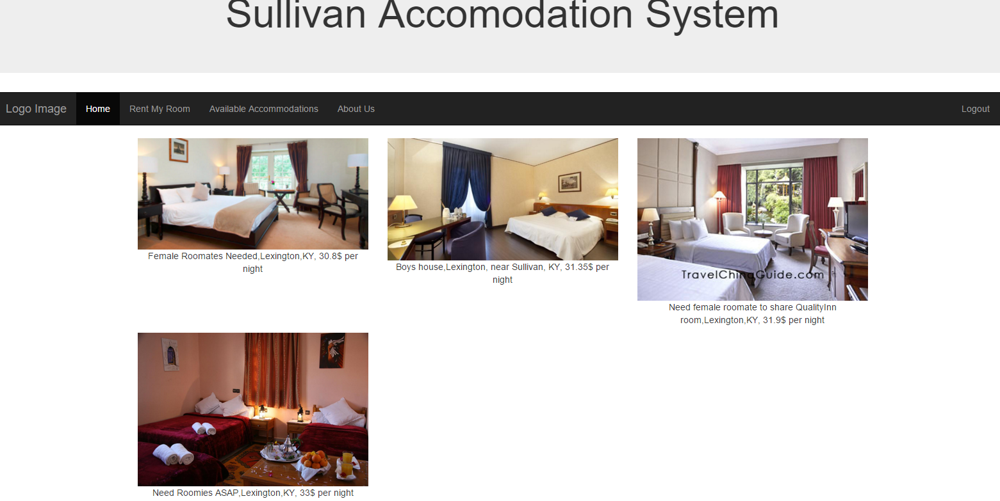 Sullivan Accomodation System
Logo Image Home Rent My Room Available Accommodations About Us Logout
Female Roomates Needed,Lexington,KY, 30.8$ per
night
Boys house,Lexington, near Sullivan, KY, 31.35$ per
night
TravelChinaGuide.com
Need female roomate to share QualityInn
room,Lexington,KY, 31.9$ per night
Need Roomies ASAP,Lexington,KY, 33$ per night